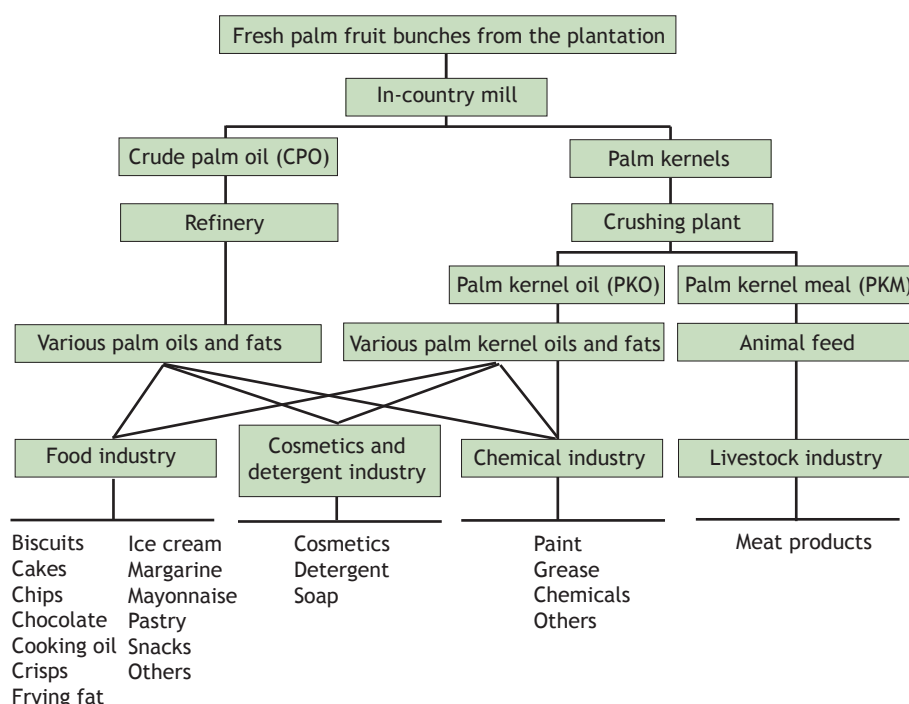 Fresh palm fruit bunches from the plantation
In-country mill
Crude palm oil (CPO)
Palm kernels
Refinery
Crushing plant
Palm kernel oil (PKO)
Palm kernel meal (PKM)
Various palm oils and fats
Various palm kernel oils and fats
Animal feed
Food industry
Cosmetics and
detergent industry
Chemical industry
Livestock industry
Biscuits
Cakes
Chips
Chocolate
Cooking oil
Crisps
Frying fat
Ice cream
Margarine
Mayonnaise
Pastry
Snacks
Others
Cosmetics
Detergent
Soap
Paint
Grease
Chemicals
Others
Meat products